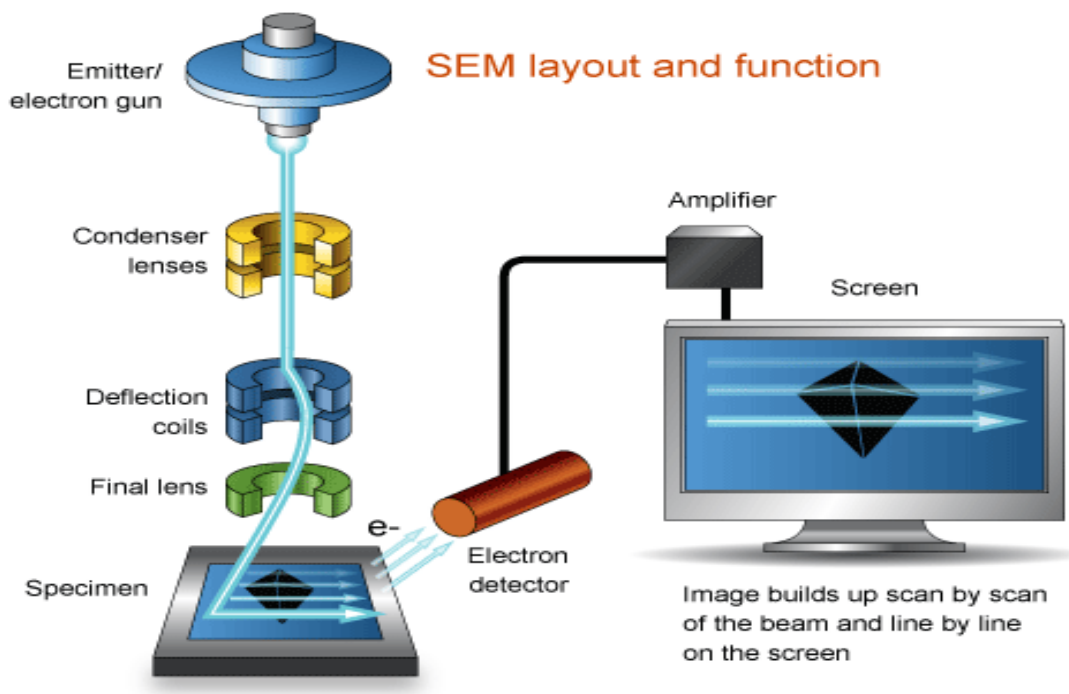 SEM layout and function
Emitter/
electron gun
Condenser
lenses
Deflection
coils
Final lens
Specimen
e-
Electron
detector
Amplifier
Screen
Image builds up scan by scan
of the beam and line by line
on the screen